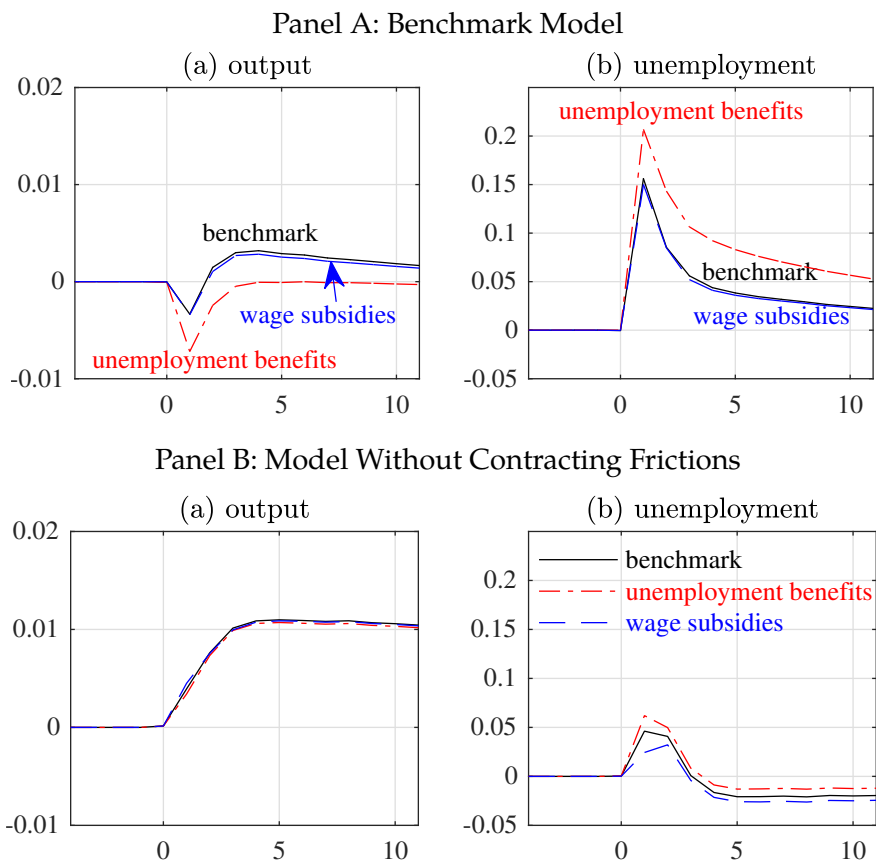 Panel A: Benchmark Model
(a) output
(b) unemployment
0.02
0.01
0
-0.01
0
5
10
benchmark
wage subsidies
unemployment benefits
0.2
0.15
0.1
0.05
0
-0.05
0
5
10
unemployment benefits
benchmark
wage subsidies
Panel B: Model Without Contracting Frictions
(a) output
(b) unemployment
0.02
0.01
0
-0.01
0
5
10
0.2
0.15
0.1
0.05
0
-0.05
0
5
10
benchmark
unemployment benefits
wage subsidies